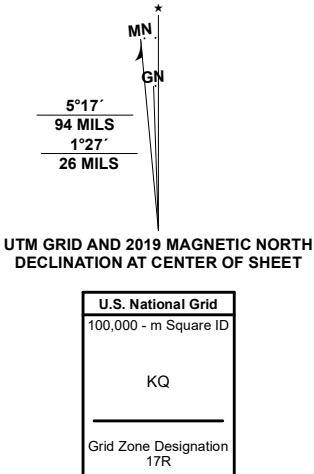 ★
MN
GN
5°17´
94 MILS
1°27´
26 MILS
UTM GRID AND 2019 MAGNETIC NORTH
DECLINATION AT CENTER OF SHEET
U.S. National Grid
100,000 - m Square ID
KQ
Grid Zone Designation
17R